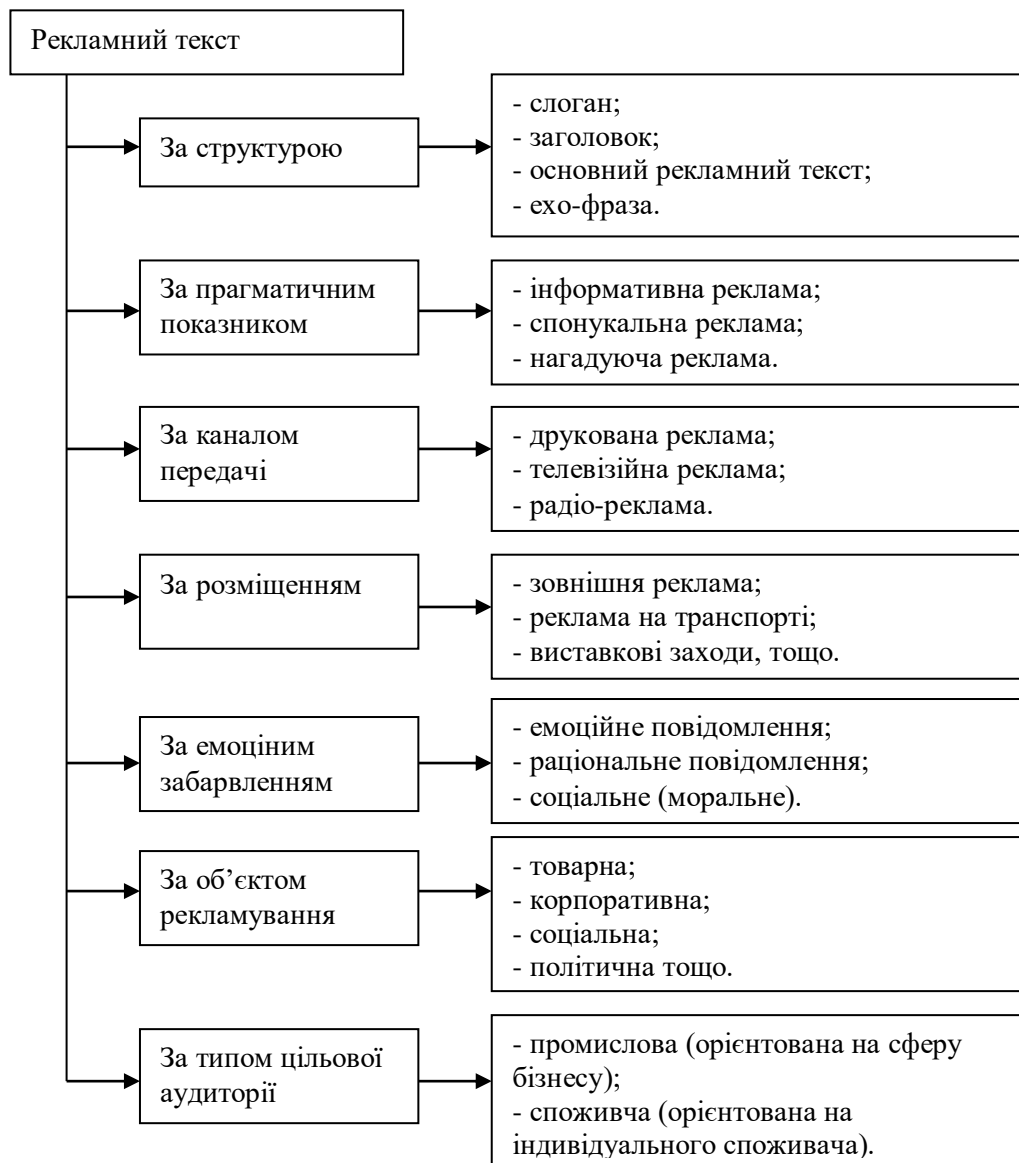 Рекламний текст
За структурою
- слоган;
- заголовок;
- основний рекламний текст;
- ехо-фраза.
За прагматичним
показником
- інформативна реклама;
- спонукальна реклама;
- нагадуюча реклама.
За каналом
передачі
- друкована реклама;
- телевізійна реклама;
- радіо-реклама.
За розміщенням
- зовнішня реклама;
- реклама на транспорті;
- виставкові заходи, тощо.
За емоціним
забарвленням
- емоційне повідомлення;
- раціональне повідомлення;
- соціальне (моральне).
За об’єктом
рекламування
- товарна;
- корпоративна;
- соціальна;
- політична тощо.
За типом цільової
аудиторії
- промислова (орієнтована на сферу
бізнесу);
- споживча (орієнтована на
індивідуального споживача).